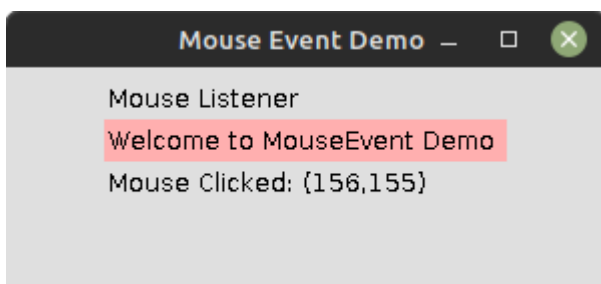 Mouse Event Demo
Mouse Listener
Welcome to MouseEvent Demo
Mouse Clicked: (156,155)